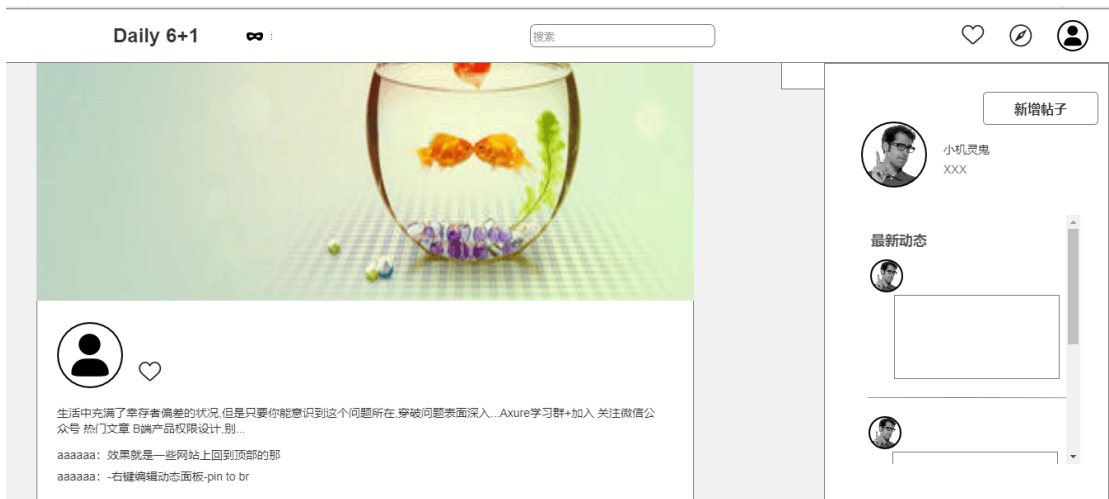 Daily 6+1
搜索
新增帖子
小机灵鬼
XXX
最新动态
生活中充满了幸存者偏差的状况,但是只要你能意识到这个问题所在,穿破问题表面深入...Axure学习群+加入 关注微信公
众号 热门文章 B端产品权限设计,别...
aaaaaa：效果就是一些网站上回到顶部的那
aaaaaa：-右键编辑动态面板-pin to br